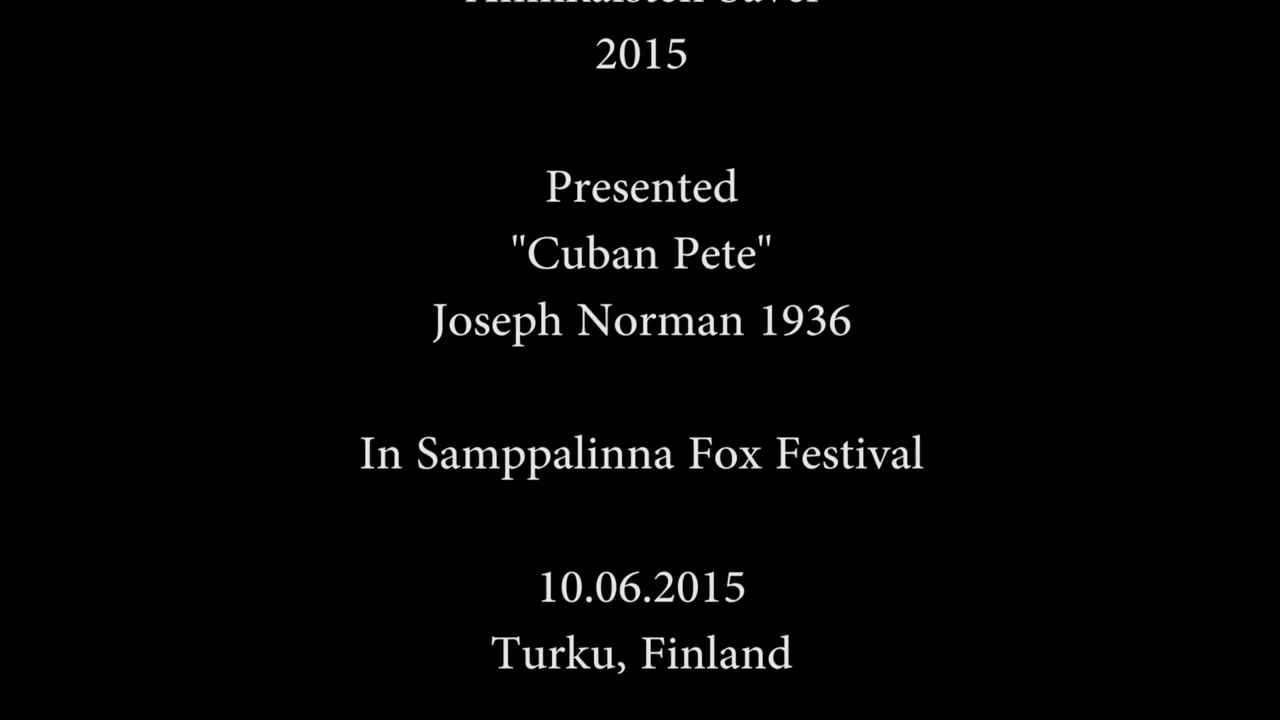 2015
Presented
"Cuban Pete"
Joseph Norman 1936
In Samppalinna Fox Festival
10.06.2015
Turku, Finland